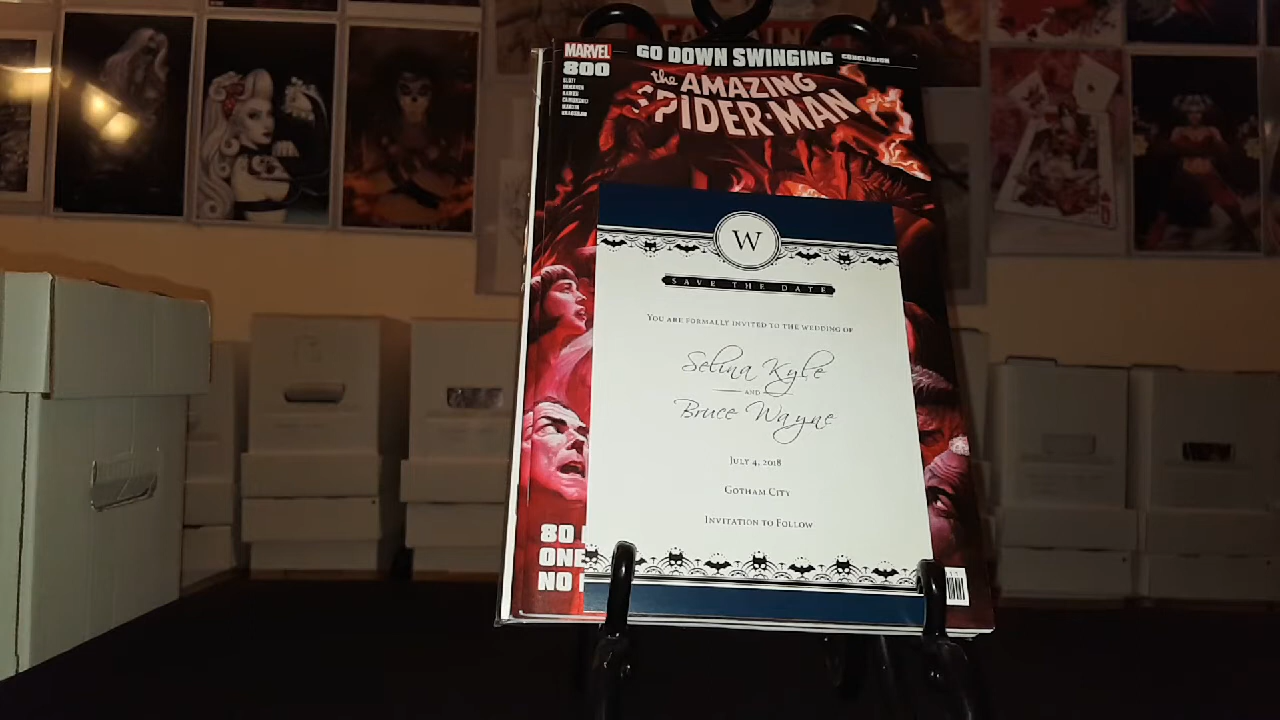 MARVEL
GO DOWN SWINGING
CONCLUSION
800
the
AMAZING
SPIDER-MAN
W
SAVE THE DATE
YOU ARE FORMALLY INVITED TO THE WEDDING OF
Selina Kyle
AND
Bruce Wayne
JULY 4, 2018
GOTHAM CITY
INVITATION TO FOLLOW
80
ONE
NO